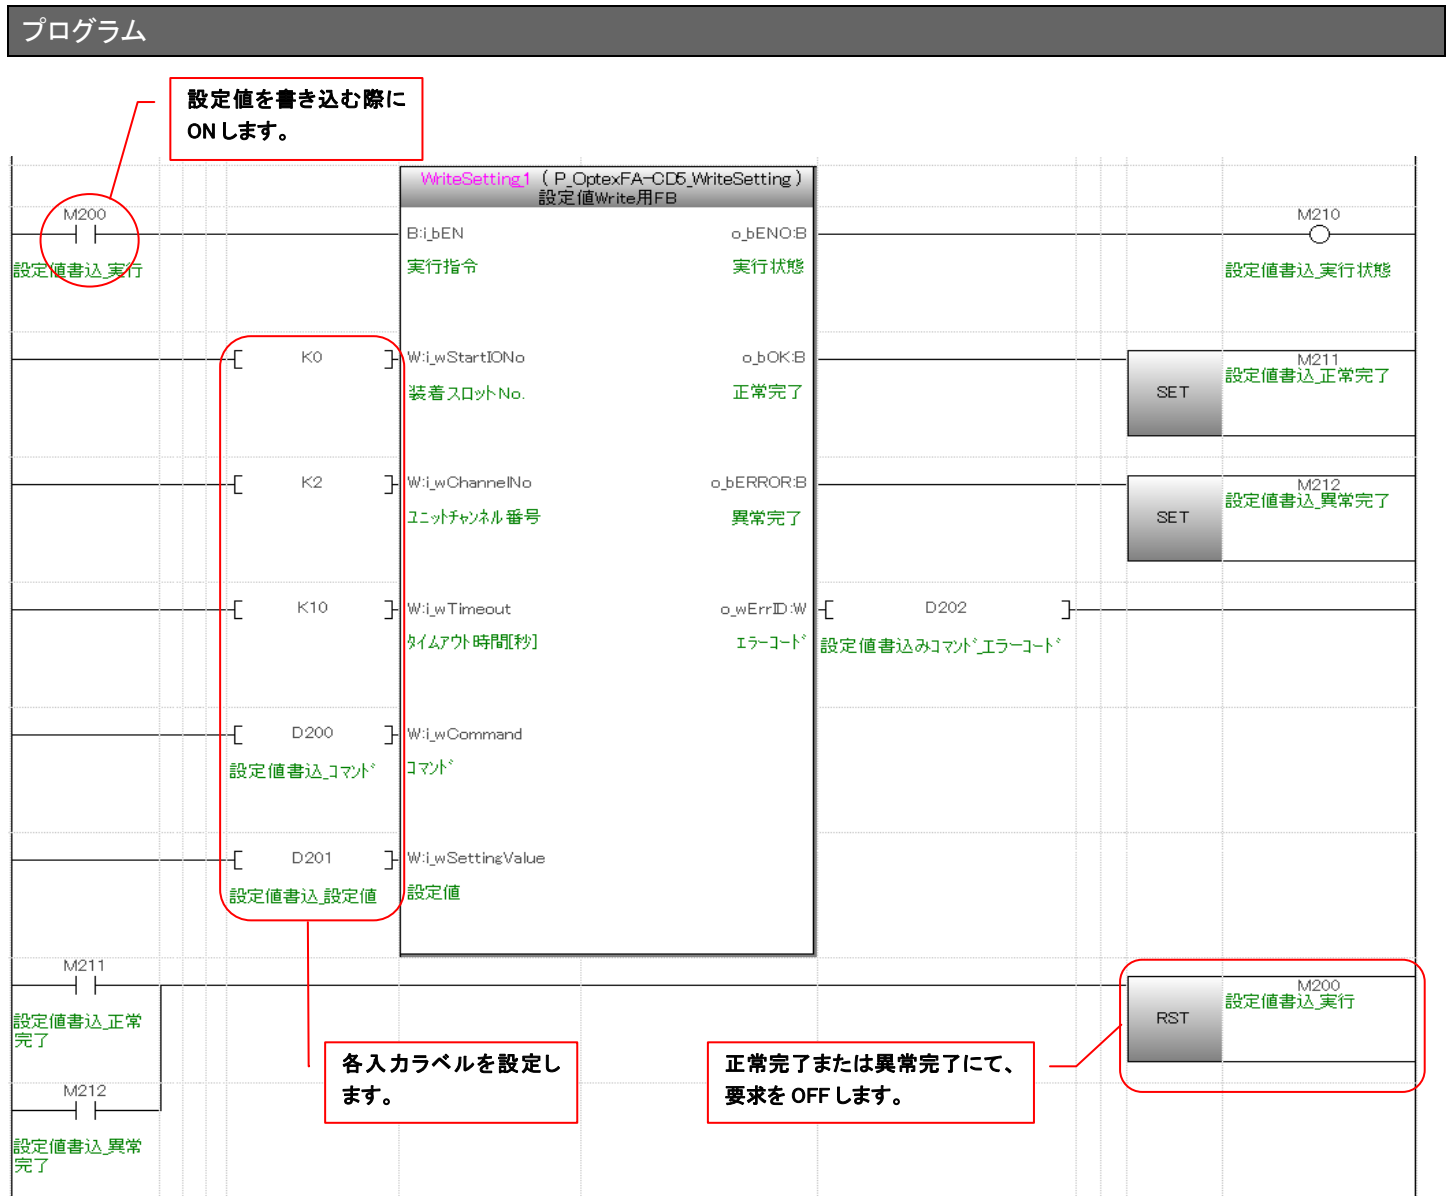 プログラム
設定値を書き込む際に
ONします。
WriteSetting_1 ( P_OptexFA-CD5_WriteSetting )
設定値Write用FB
M200
設定値書込_実行
B:i_bEN
実行指令
o_bENO:B
実行状態
M210
設定値書込_実行状態
K0
W:i_wStartIONo
装着スロットNo.
o_bOK:B
正常完了
SET
M211
設定値書込_正常完了
K2
W:i_wChannelNo
ユニットチャンネル番号
o_bERROR:B
異常完了
SET
M212
設定値書込_異常完了
K10
W:i_wTimeout
タイムアウト時間[秒]
o_wErrID:W
エラーコード
D202
設定値書込みコマンド_エラーコード
D200
設定値書込_コマンド
W:i_wCommand
コマンド
D201
設定値書込_設定値
W:i_wSettingValue
設定値
M211
設定値書込_正常
完了
RST
M200
設定値書込_実行
各入力ラベルを設定し
ます。
正常完了または異常完了にて、
要求を OFF します。
M212
設定値書込_異常
完了